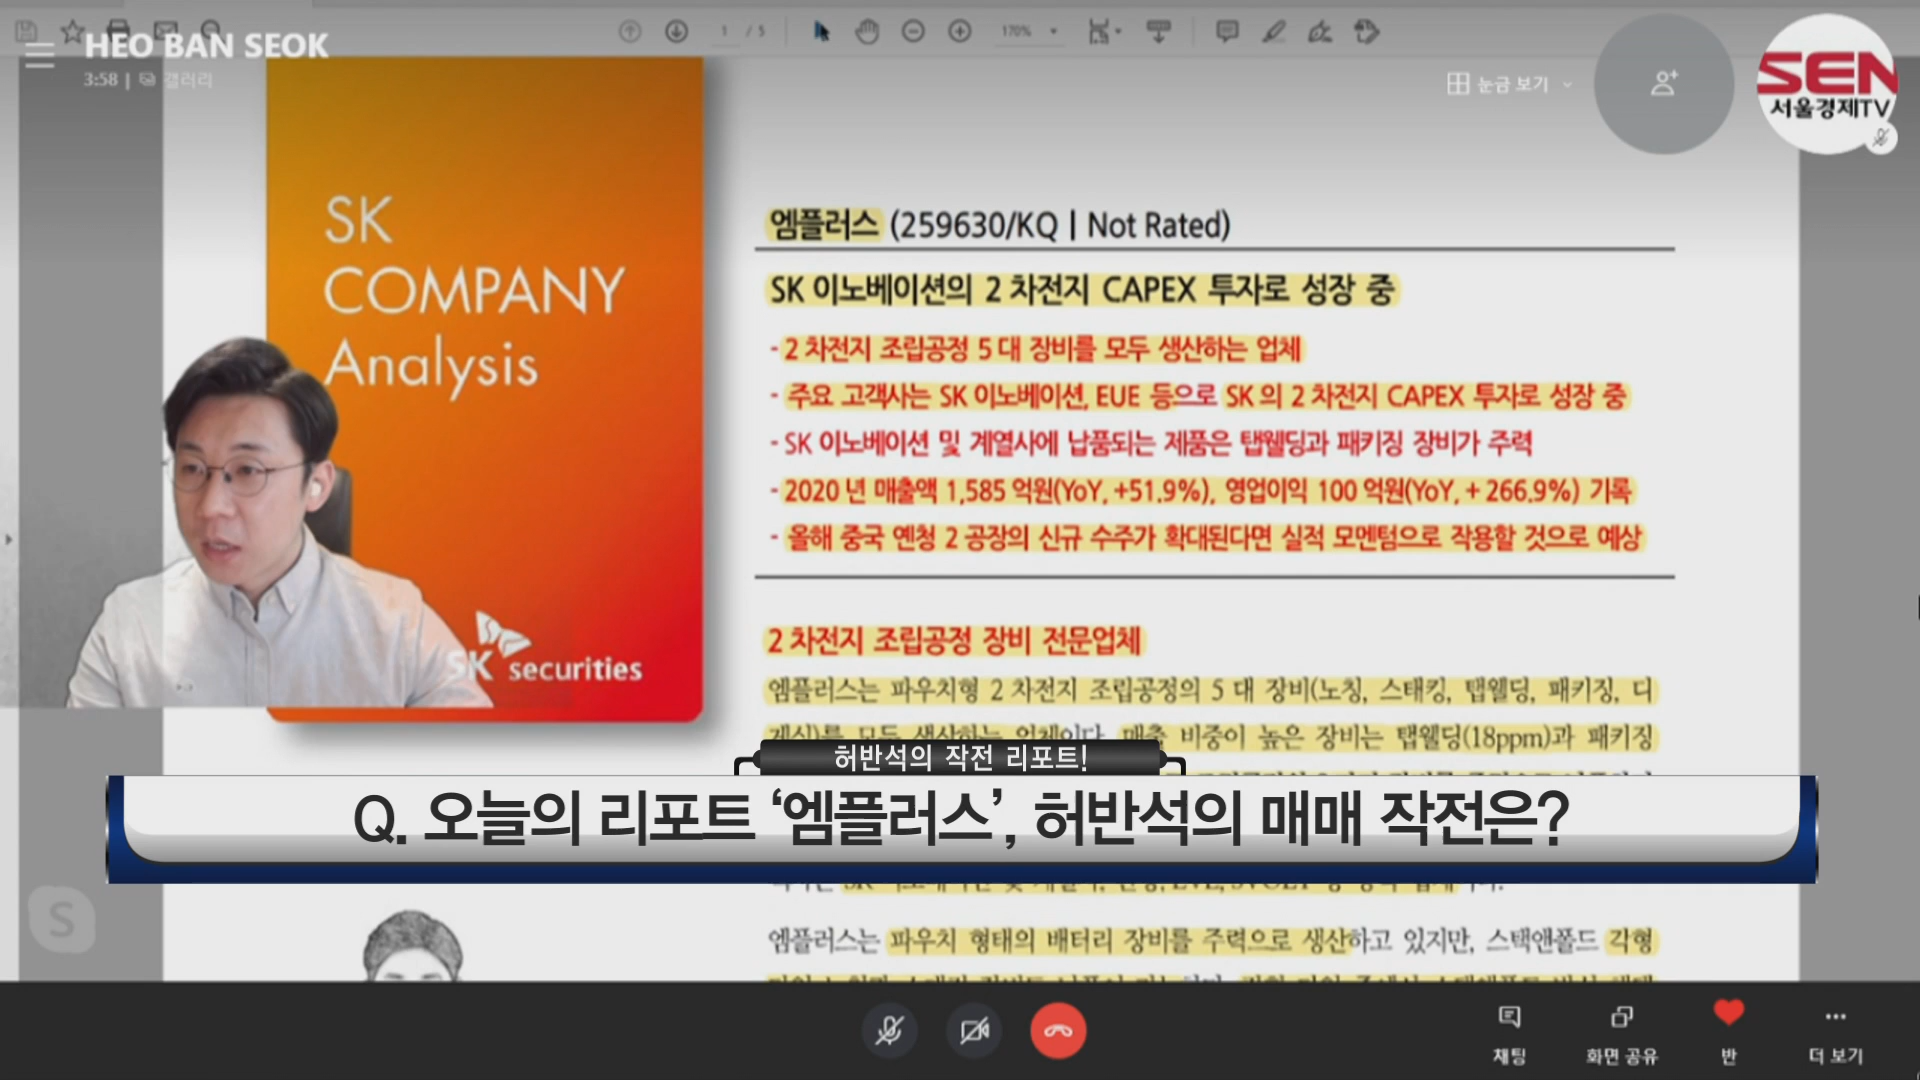 HEO BAN SEOK
3:58 | 갤러리
1 / 5
170%
눈금 보기
SEN
서울경제TV
SK
COMPANY
Analysis
SK securities
엠플러스 (259630/KQ | Not Rated)
SK 이노베이션의 2 차전지 CAPEX 투자로 성장 중
- 2 차전지 조립공정 5 대 장비를 모두 생산하는 업체
- 주요 고객사는 SK 이노베이션, EUE 등으로 SK 의 2 차전지 CAPEX 투자로 성장 중
- SK 이노베이션 및 계열사에 납품되는 제품은 탭웰딩과 패키징 장비가 주력
- 2020 년 매출액 1,585 억원(YoY, +51.9%), 영업이익 100 억원(YoY, + 266.9%) 기록
- 올해 중국 옌청 2 공장의 신규 수주가 확대된다면 실적 모멘텀으로 작용할 것으로 예상
2 차전지 조립공정 장비 전문업체
엠플러스는 파우치형 2 차전지 조립공정의 5 대 장비(노칭, 스태킹, 탭웰딩, 패키징, 디
게싱)를 모두 생산하는 업체이다. 매출 비중이 높은 장비는 탭웰딩(18ppm)과 패키징
허반석의 작전 리포트!
Q. 오늘의 리포트 ‘엠플러스’, 허반석의 매매 작전은?
엠플러스는 파우치 형태의 배터리 장비를 주력으로 생산하고 있지만, 스택앤폴드 각형
S
채팅
화면 공유
반
더 보기